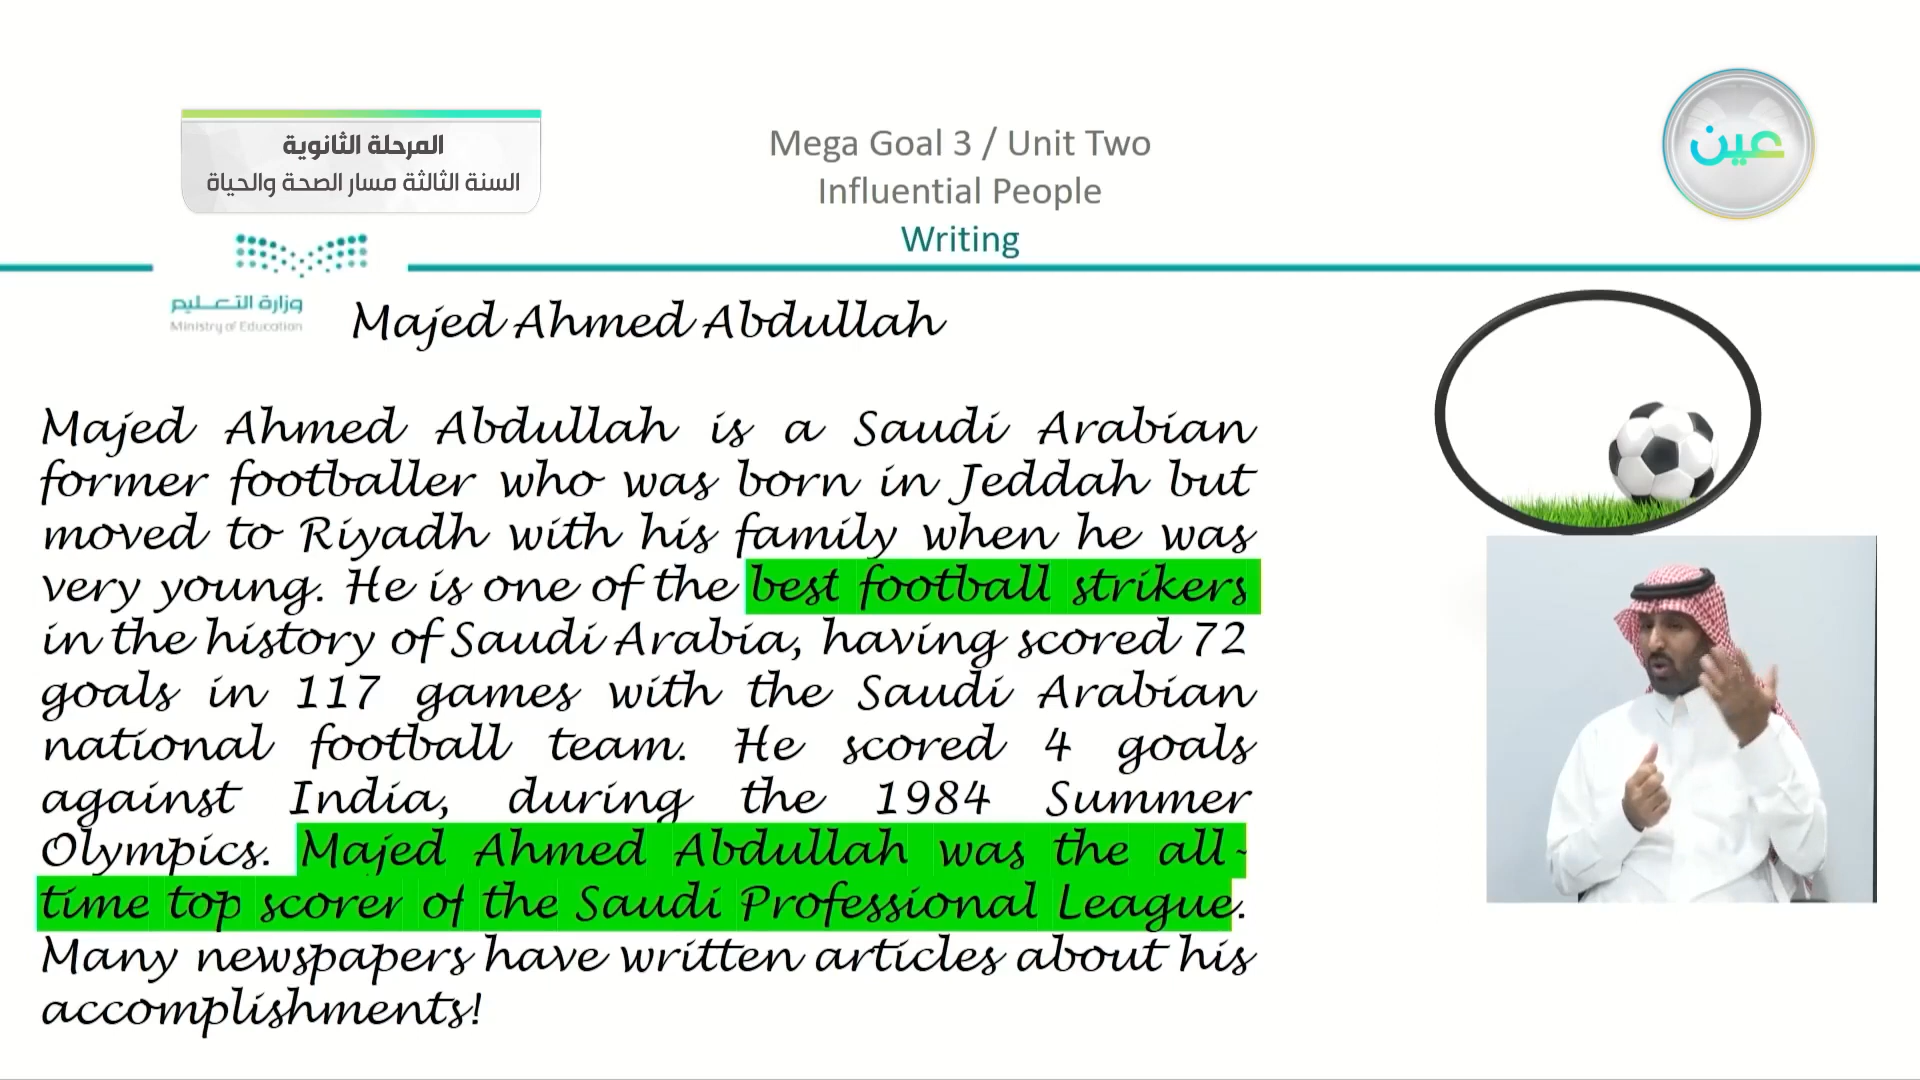 المرحلة الثانوية
السنة الثالثة مسار الصحة والحياة
Mega Goal 3 / Unit Two
Influential People
Writing
عين
وزارة التعليم
Ministry of Education
Majed Ahmed Abdullah
Majed Ahmed Abdullah is a Saudi Arabian
former footballer who was born in Jeddah but
moved to Riyadh with his family when he was
very young. He is one of the best football strikers
in the history of Saudi Arabia, having scored 72
goals in 117 games with the Saudi Arabian
national football team. He scored 4 goals
against India, during the 1984 Summer
Olympics. Majed Ahmed Abdullah was the all-
time top scorer of the Saudi Professional League.
Many newspapers have written articles about his
accomplishments!